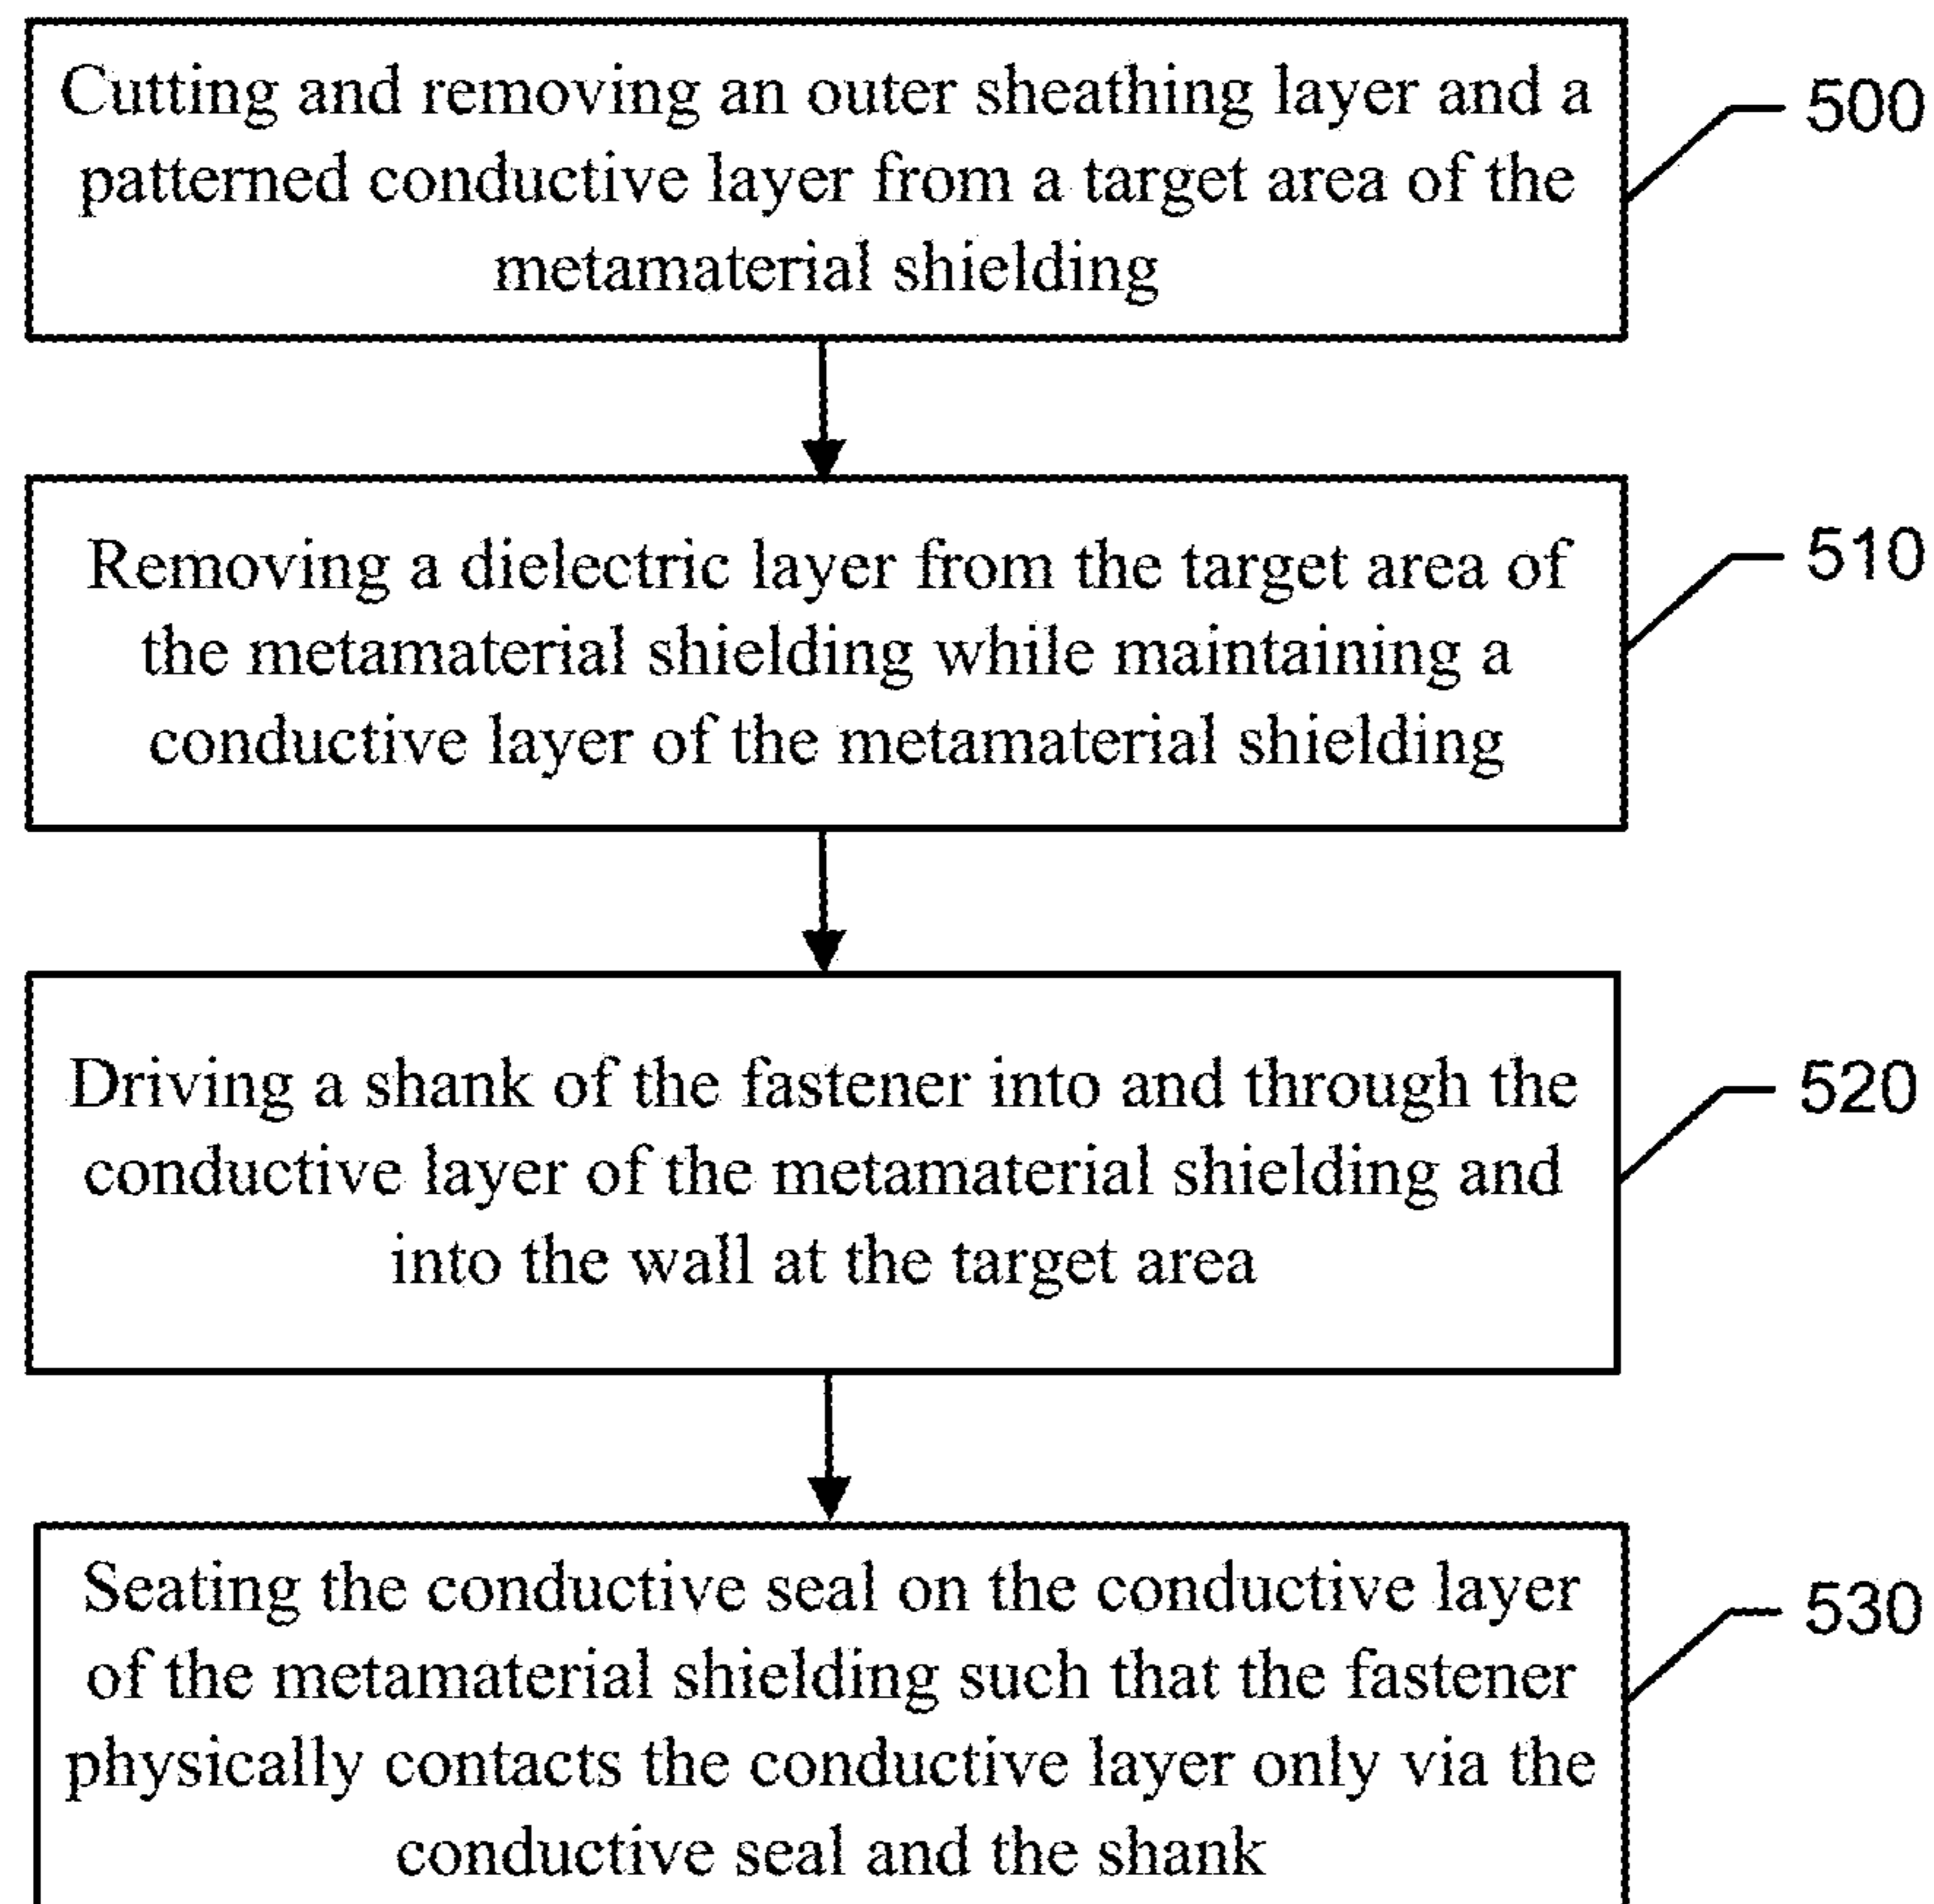 Cutting and removing an outer sheathing layer and a
patterned conductive layer from a target area of the
metamaterial shielding
500
Removing a dielectric layer from the target area of
the metamaterial shielding while maintaining a
conductive layer of the metamaterial shielding
510
Driving a shank of the fastener into and through the
conductive layer of the metamaterial shielding and
into the wall at the target area
520
Seating the conductive seal on the conductive layer
of the metamaterial shielding such that the fastener
physically contacts the conductive layer only via the
conductive seal and the shank
530